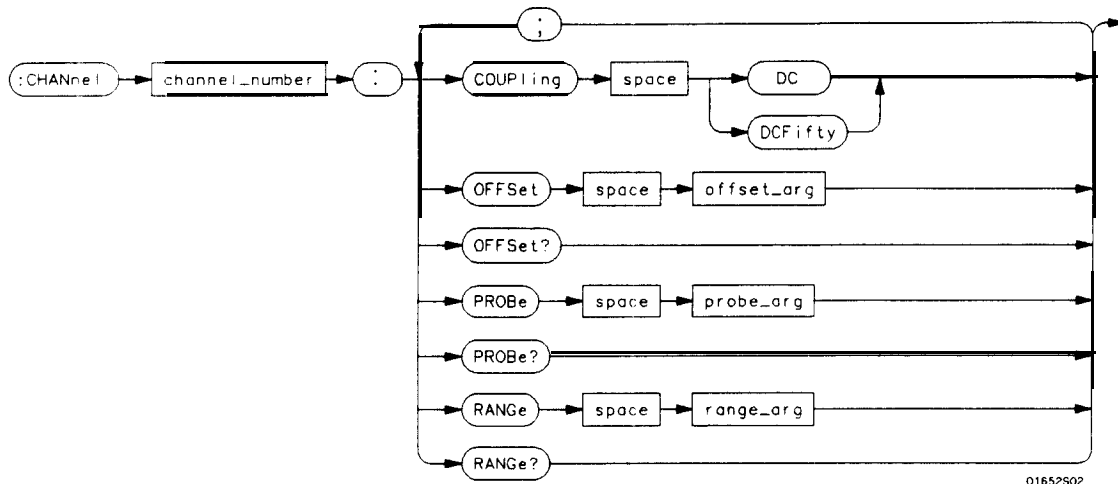 ;
:CHANnel channel_number : COUPling space DC
DCFifty
OFFSet space offset_arg
OFFSet?
PROBe space probe_arg
PROBe?
RANGe space range_arg
RANGe?
01652S02